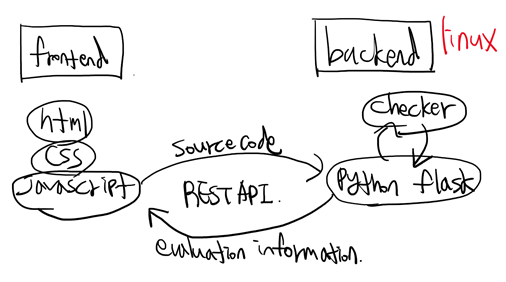 frontend
backend
linux
html
css
Javascript
source code
REST API.
evaluation information.
checker
Python flask